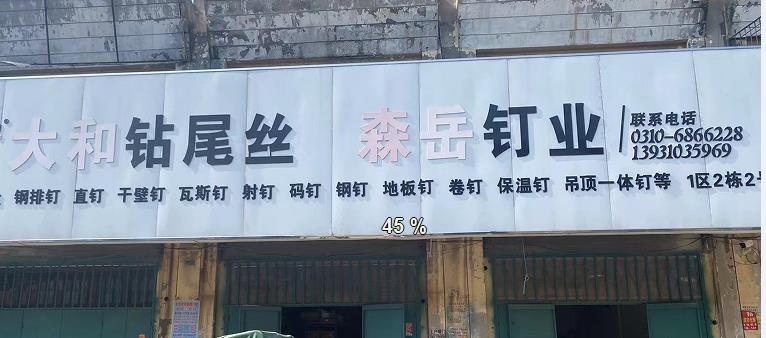 大和钻尾丝 森岳钉业
联系电话
0310-6866228
13931035969
钢排钉 直钉 干壁钉 瓦斯钉 射钉 码钉 钢钉 地板钉 卷钉 保温钉 吊顶一体钉等 1区2栋2号
45 %